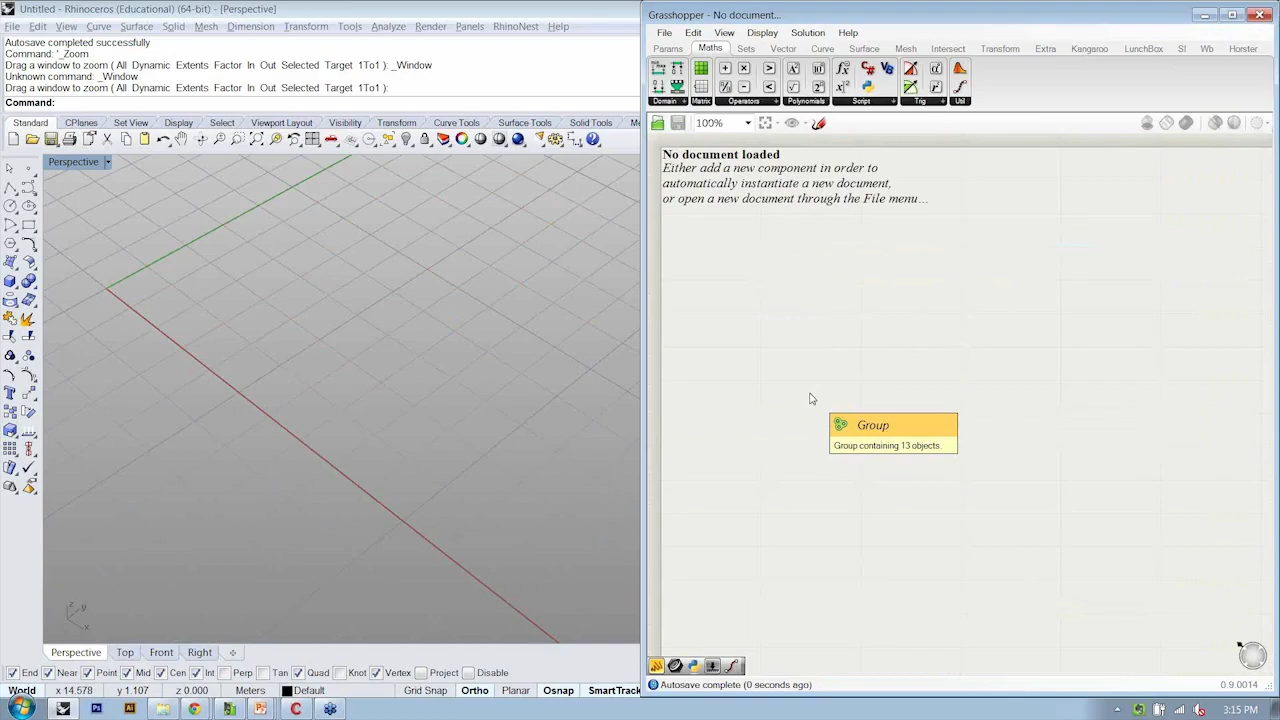 Untitled - Rhinoceros (Educational) (64-bit) - [Perspective]
File Edit View Curve Surface Solid Mesh Dimension Transform Tools Analyze Render Panels RhinoNest Help
Autosave completed successfully
Command: '_Zoom
Drag a window to zoom ( All Dynamic Extents Factor In Out Selected Target 1To1 ): _Window
Unknown command: _Window
Drag a window to zoom ( All Dynamic Extents Factor In Out Selected Target 1To1 ):
Command:
Standard CPlanes Set View Display Select Viewport Layout Visibility Transform Curve Tools Surface Tools Solid Tools Me
Perspective
z y
x
Perspective Top Front Right
End Near Point Mid Cen Int Perp Tan Quad Knot Vertex Project Disable
World x 14.578 y 1.107 z 0.000 Meters Default Grid Snap Ortho Planar Osnap SmartTrack
Grasshopper - No document...
File Edit View Display Solution Help
Params Maths Sets Vector Curve Surface Mesh Intersect Transform Extra Kangaroo LunchBox SI Wb Horster
Domain Matrix Operators Polynomials Script Trig Util
100%
No document loaded
Either add a new component in order to
automatically instantiate a new document,
or open a new document through the File menu...
Group
Group containing 13 objects.
Autosave complete (0 seconds ago) 0.9.0014
3:15 PM